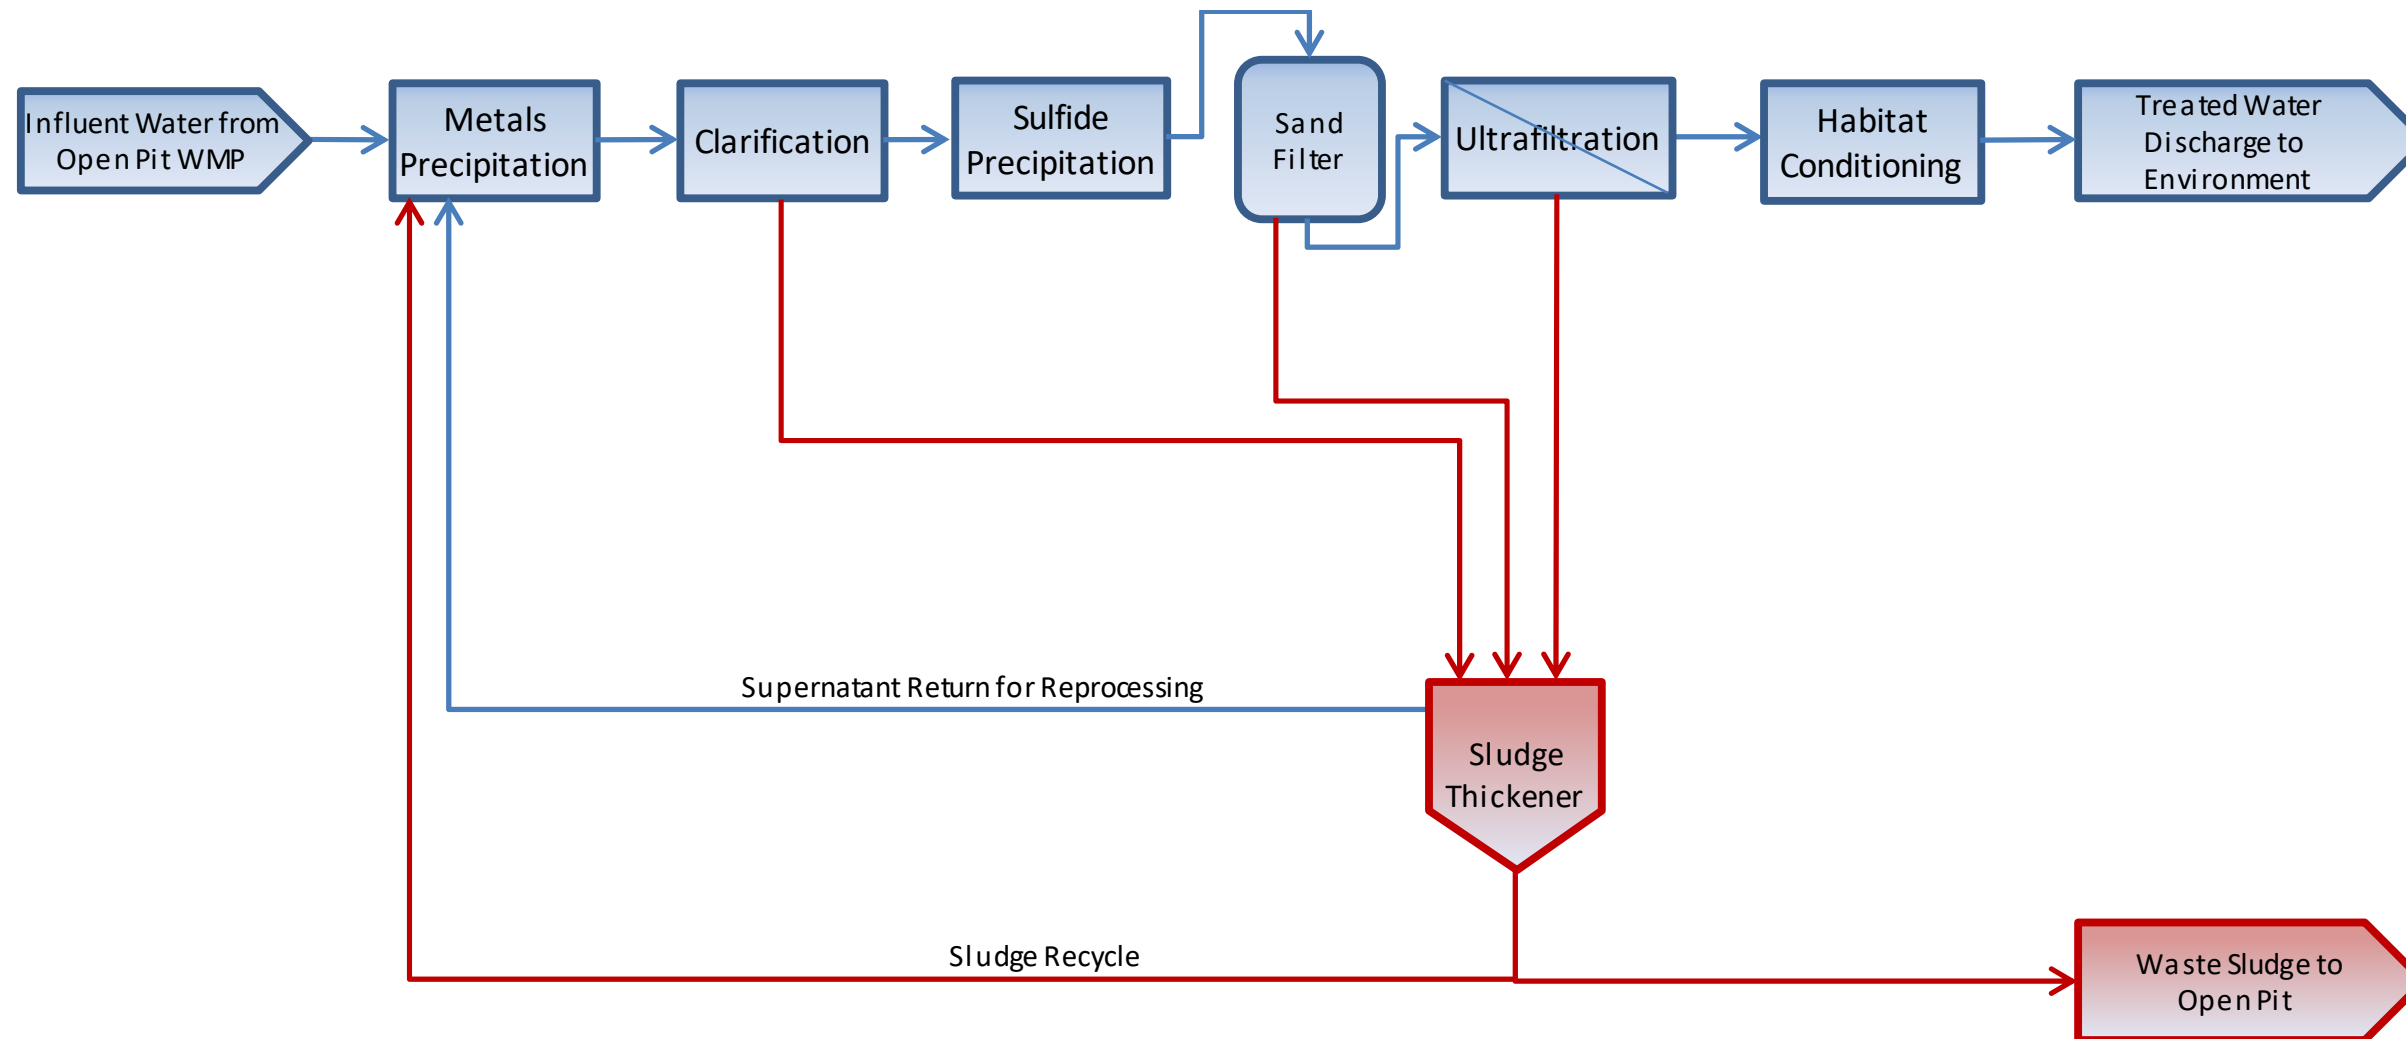 Influent Water from
Open Pit WMP
Metals
Precipitation
Clarification
Sulfide
Precipitation
Sand
Filter
Ultrafiltration
Habitat
Conditioning
Treated Water
Discharge to
Environment
Supernatant Return for Reprocessing
Sludge
Thickener
Sludge Recycle
Waste Sludge to
Open Pit